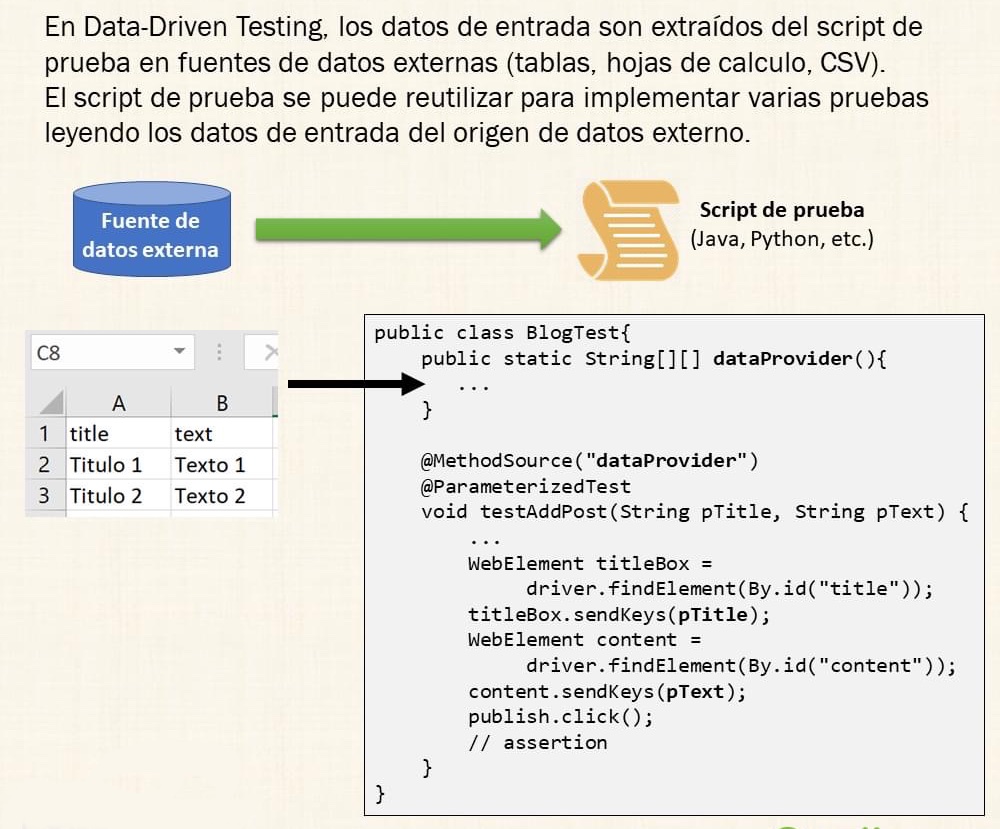 En Data-Driven Testing, los datos de entrada son extraídos del script de
prueba en fuentes de datos externas (tablas, hojas de calculo, CSV).
El script de prueba se puede reutilizar para implementar varias pruebas
leyendo los datos de entrada del origen de datos externo.
Fuente de
datos externa
Script de prueba
(Java, Python, etc.)
C8
A B
1 title text
2 Titulo 1 Texto 1
3 Titulo 2 Texto 2
public class BlogTest{
public static String[][] dataProvider(){
...
}
@MethodSource("dataProvider")
@ParameterizedTest
void testAddPost(String pTitle, String pText) {
...
WebElement titleBox =
driver.findElement(By.id("title"));
titleBox.sendKeys(pTitle);
WebElement content =
driver.findElement(By.id("content"));
content.sendKeys(pText);
publish.click();
// assertion
}
}